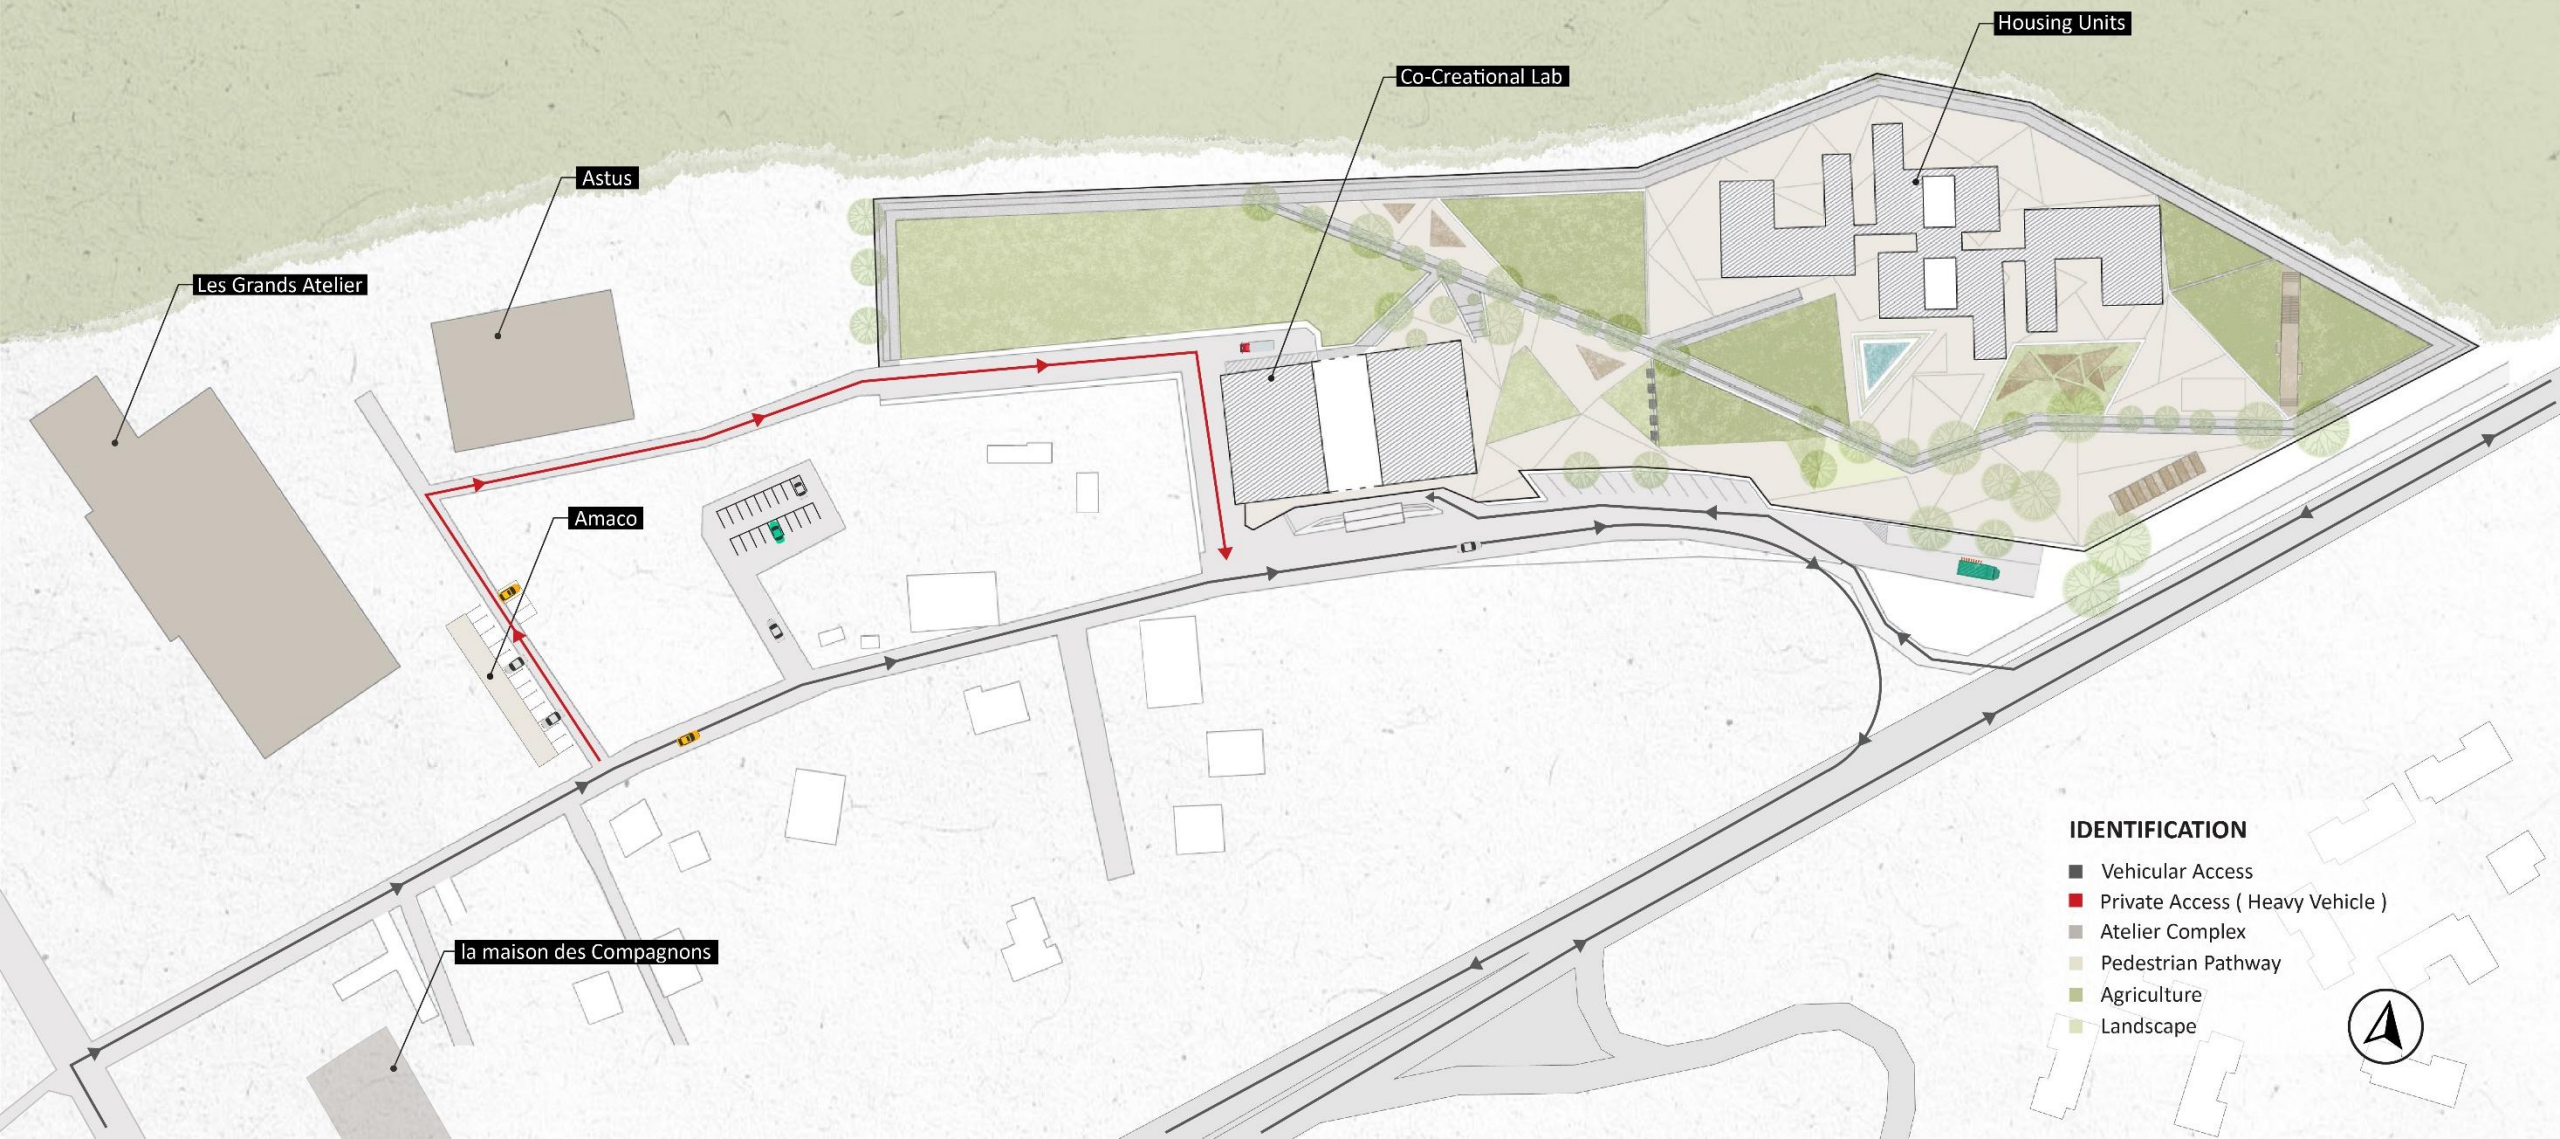 Housing Units
Co-Creational Lab
Astus
Les Grands Atelier
Amaco
la maison des Compagnons
IDENTIFICATION
Vehicular Access
Private Access ( Heavy Vehicle )
Atelier Complex
Pedestrian Pathway
Agriculture
Landscape